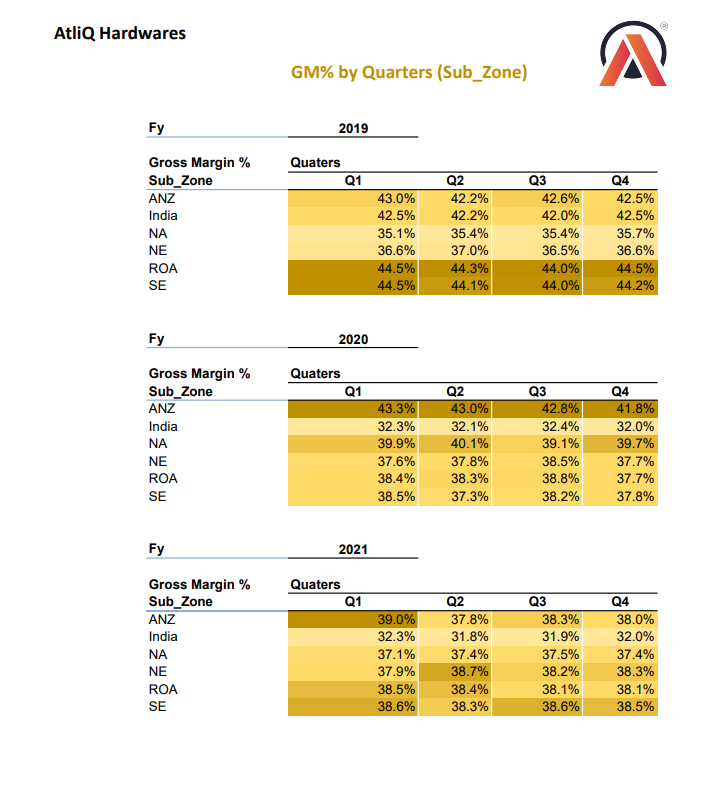 AtliQ Hardwares
®
GM% by Quarters (Sub_Zone)
Fy 2019
Gross Margin % Quaters
Sub_Zone Q1 Q2 Q3 Q4
ANZ 43.0% 42.2% 42.6% 42.5%
India 42.5% 42.2% 42.0% 42.5%
NA 35.1% 35.4% 35.4% 35.7%
NE 36.6% 37.0% 36.5% 36.6%
ROA 44.5% 44.3% 44.0% 44.5%
SE 44.5% 44.1% 44.0% 44.2%
Fy 2020
Gross Margin % Quaters
Sub_Zone Q1 Q2 Q3 Q4
ANZ 43.3% 43.0% 42.8% 41.8%
India 32.3% 32.1% 32.4% 32.0%
NA 39.9% 40.1% 39.1% 39.7%
NE 37.6% 37.8% 38.5% 37.7%
ROA 38.4% 38.3% 38.8% 37.7%
SE 38.5% 37.3% 38.2% 37.8%
Fy 2021
Gross Margin % Quaters
Sub_Zone Q1 Q2 Q3 Q4
ANZ 39.0% 37.8% 38.3% 38.0%
India 32.3% 31.8% 31.9% 32.0%
NA 37.1% 37.4% 37.5% 37.4%
NE 37.9% 38.7% 38.2% 38.3%
ROA 38.5% 38.4% 38.1% 38.1%
SE 38.6% 38.3% 38.6% 38.5%